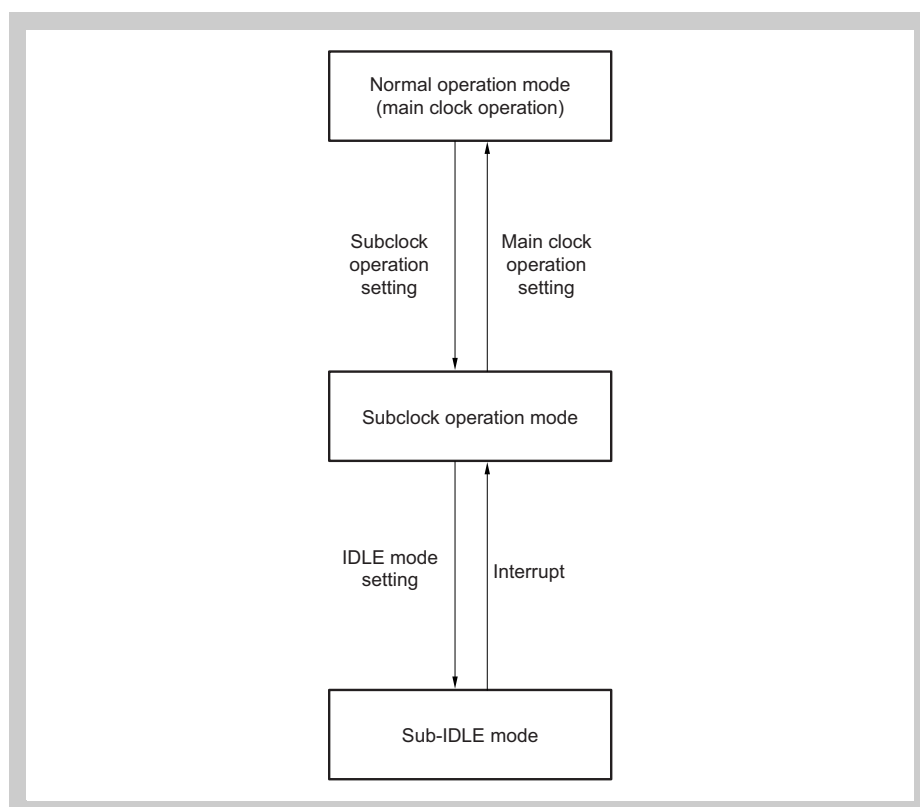 Normal operation mode
(main clock operation)
Subclock
operation
setting
Main clock
operation
setting
Subclock operation mode
IDLE mode
setting
Interrupt
Sub-IDLE mode